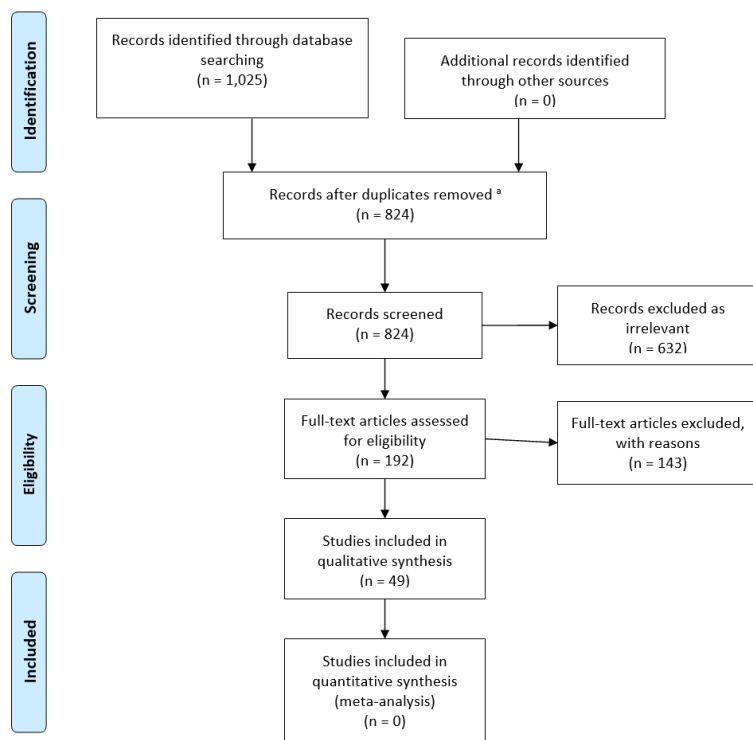 Identification
Records identified through database
searching
(n = 1,025)
Additional records identified
through other sources
(n = 0)
Records after duplicates removed ᵃ
(n = 824)
Screening
Records screened
(n = 824)
Records excluded as
irrelevant
(n = 632)
Eligibility
Full-text articles assessed
for eligibility
(n = 192)
Full-text articles excluded,
with reasons
(n = 143)
Studies included in
qualitative synthesis
(n = 49)
Included
Studies included in
quantitative synthesis
(meta-analysis)
(n = 0)